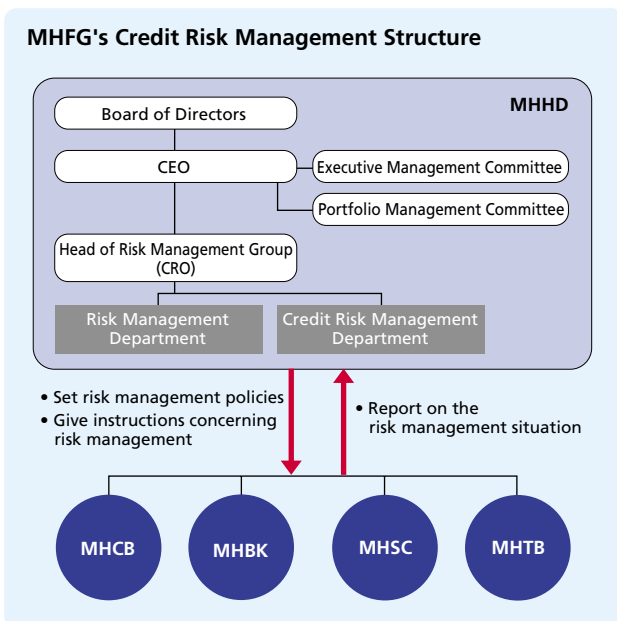 MHFG's Credit Risk Management Structure
MHHD
Board of Directors
CEO
Executive Management Committee
Portfolio Management Committee
Head of Risk Management Group
(CRO)
Risk Management
Department
Credit Risk Management
Department
• Set risk management policies
• Give instructions concerning
risk management
• Report on the
risk management situation
MHCB
MHBK
MHSC
MHTB